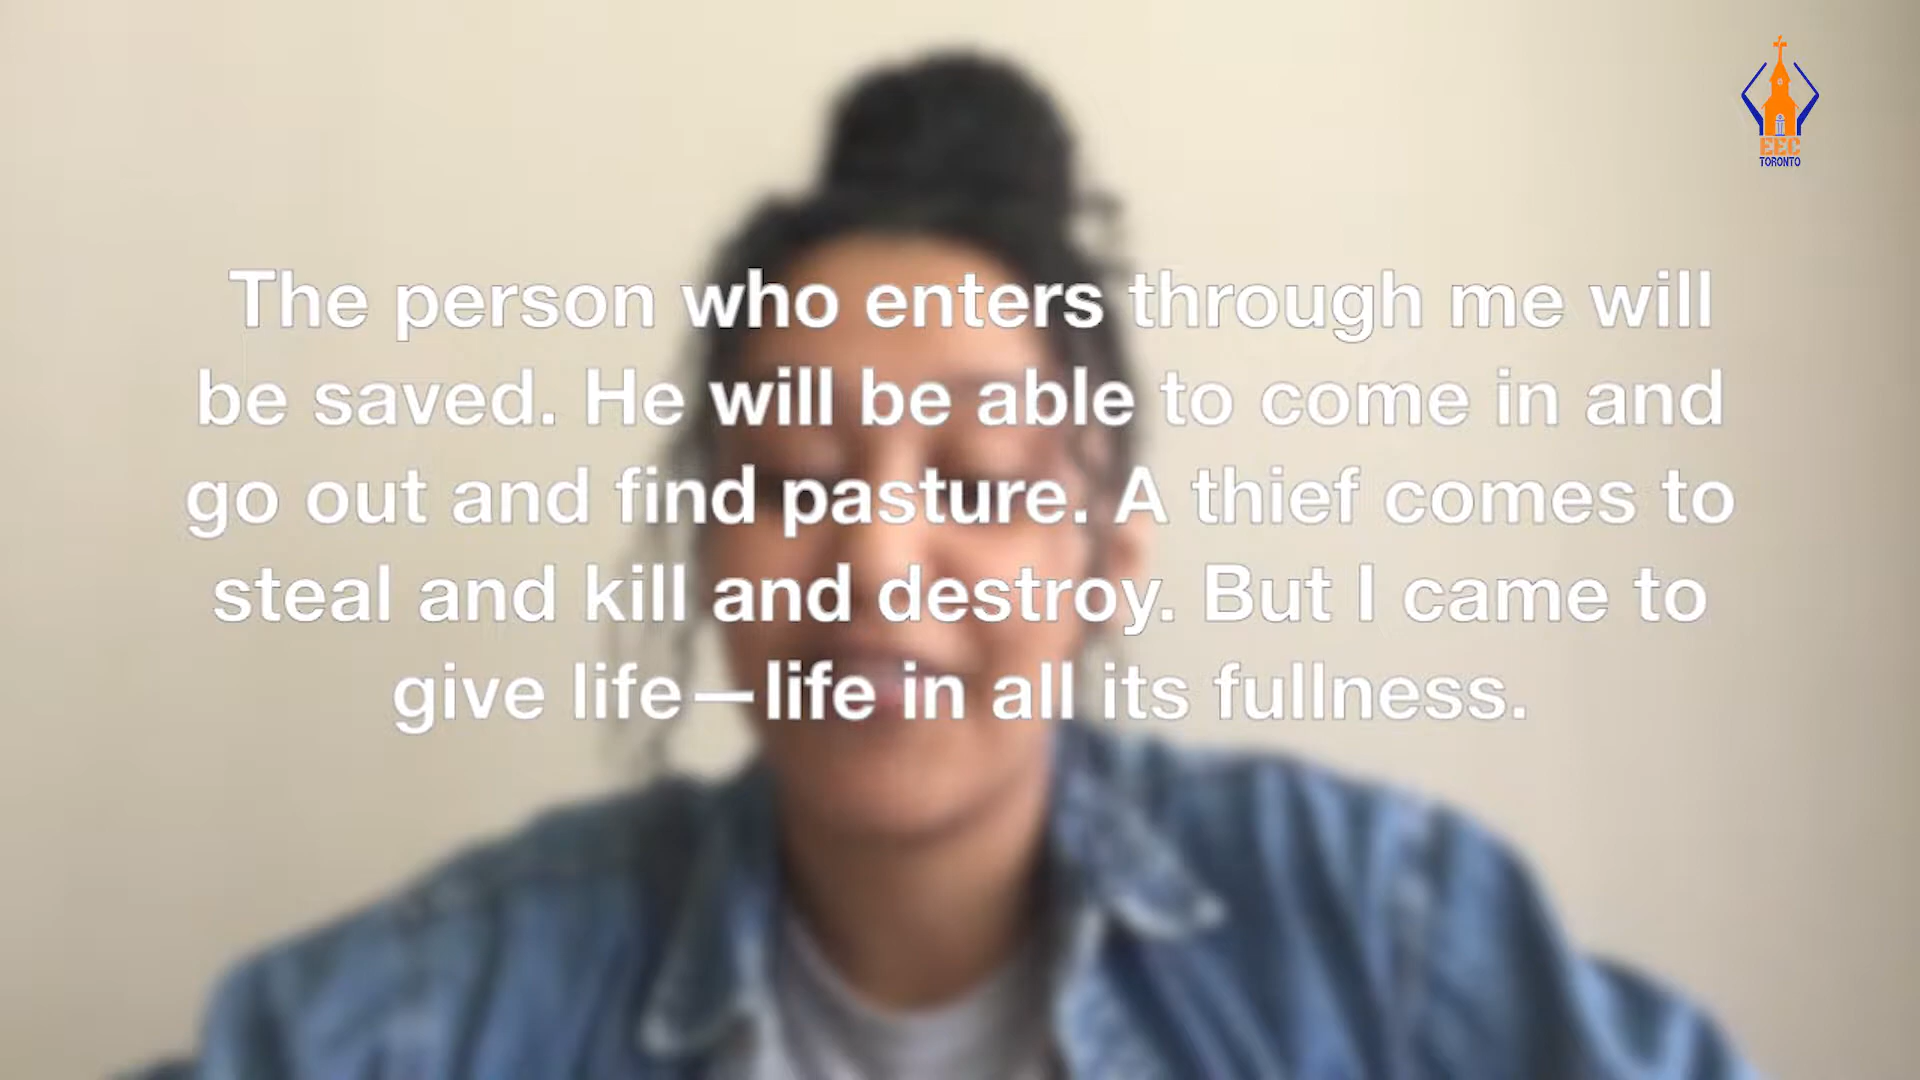 The person who enters through me will
be saved. He will be able to come in and
go out and find pasture. A thief comes to
steal and kill and destroy. But I came to
give life—life in all its fullness.
EEC
TORONTO